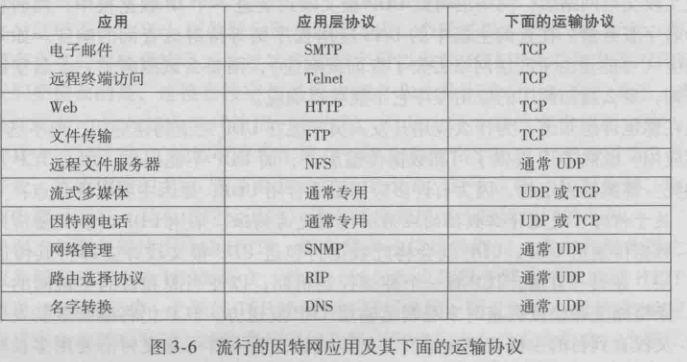 应用 应用层协议 下面的运输协议
电子邮件 SMTP TCP
远程终端访问 Telnet TCP
Web HTTP TCP
文件传输 FTP TCP
远程文件服务器 NFS 通常 UDP
流式多媒体 通常专用 UDP 或 TCP
因特网电话 通常专用 UDP 或 TCP
网络管理 SNMP 通常 UDP
路由选择协议 RIP 通常 UDP
名字转换 DNS 通常 UDP
图 3-6 流行的因特网应用及其下面的运输协议